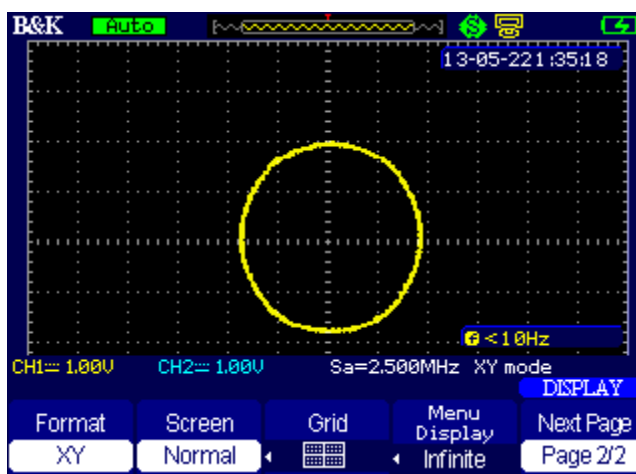 B&K Auto
13-05-22 1:35:18
f <10Hz
CH1 1.00V CH2 1.00V Sa=2.500MHz XY mode
DISPLAY
Format Screen Grid Menu Display Next Page
XY Normal Infinite Page 2/2